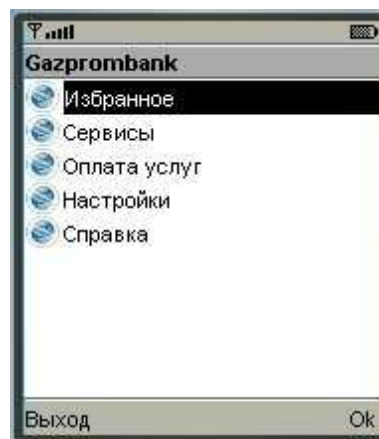 Gazprombank
Избранное
Сервисы
Оплата услуг
Настройки
Справка
Выход Ok